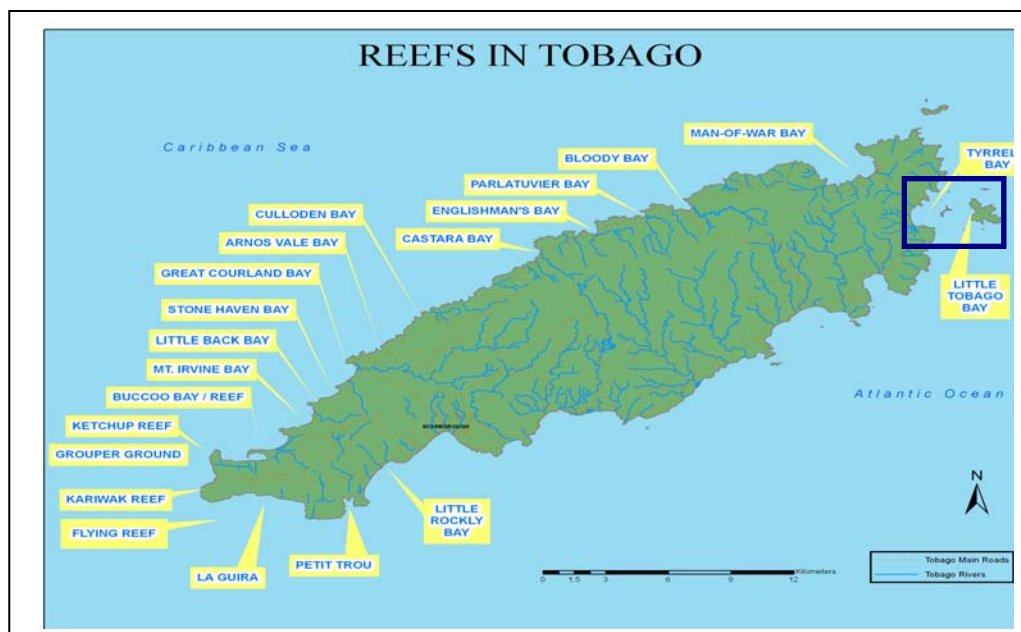 REEFS IN TOBAGO
Caribbean Sea
MAN-OF-WAR BAY
TYRREL
BAY
BLOODY BAY
PARLATUVIER BAY
CULLODEN BAY
ENGLISHMAN'S BAY
ARNOS VALE BAY
CASTARA BAY
GREAT COURLAND BAY
LITTLE
TOBAGO
BAY
STONE HAVEN BAY
LITTLE BACK BAY
MT. IRVINE BAY
BUCCOO BAY / REEF
Atlantic Ocean
KETCHUP REEF
SCARBOROUGH
GROUPER GROUND
N
KARIWAK REEF
LITTLE
ROCKLY
BAY
FLYING REEF
PETIT TROU
LA GUIRA
Kilometers
0 1.5 3 6 9 12
Tobago Main Roads
Tobago Rivers